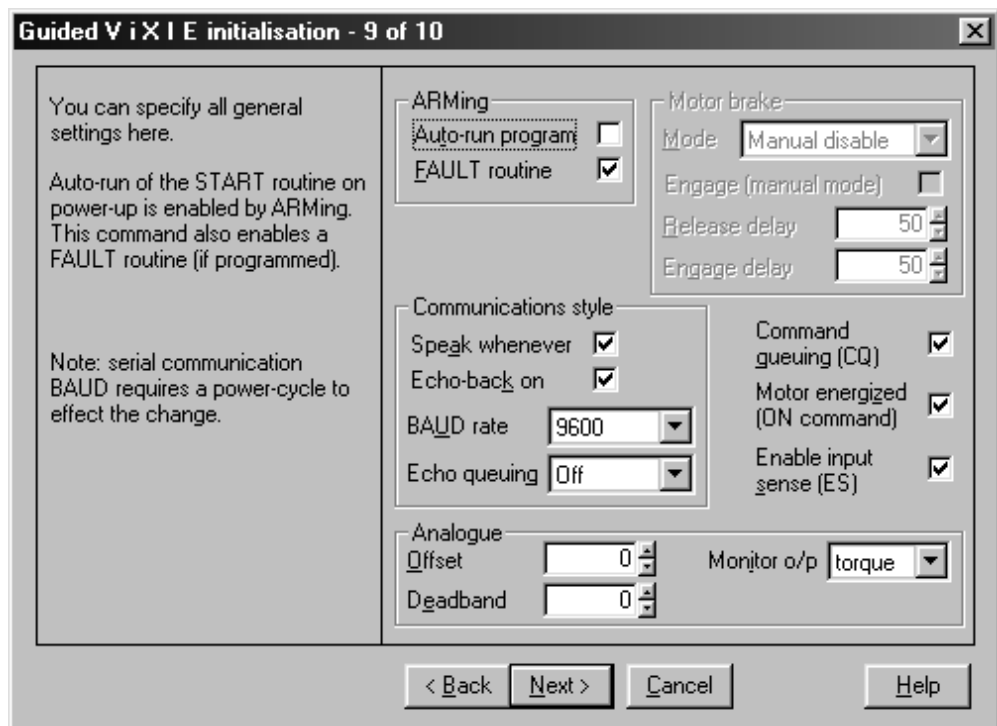 Guided V i X I E initialisation - 9 of 10
You can specify all general
settings here.
Auto-run of the START routine on
power-up is enabled by ARMing.
This command also enables a
FAULT routine (if programmed).
Note: serial communication
BAUD requires a power-cycle to
effect the change.
ARMing
Auto-run program
FAULT routine
Motor brake
Mode Manual disable
Engage (manual mode)
Release delay 50
Engage delay 50
Communications style
Speak whenever
Echo-back on
BAUD rate 9600
Echo queuing Off
Command
queuing (CQ)
Motor energized
(ON command)
Enable input
sense (ES)
Analogue
Offset 0
Deadband 0
Monitor o/p torque
< Back Next > Cancel Help